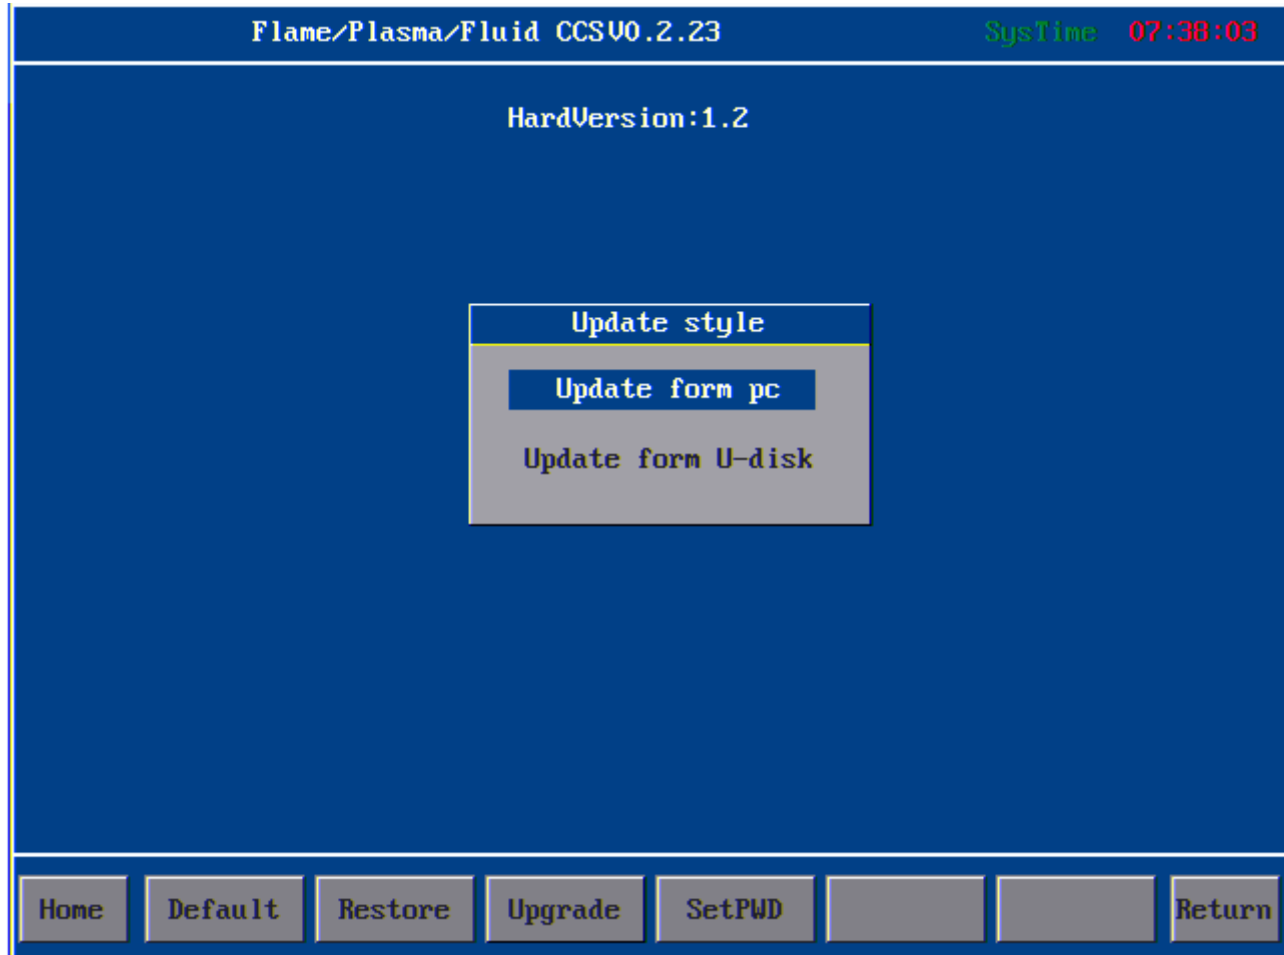 Flame/Plasma/Fluid CCSV0.2.23 SysTime 07:38:03
HardVersion:1.2
Update style
Update form pc
Update form U-disk
Home Default Restore Upgrade SetPWD Return